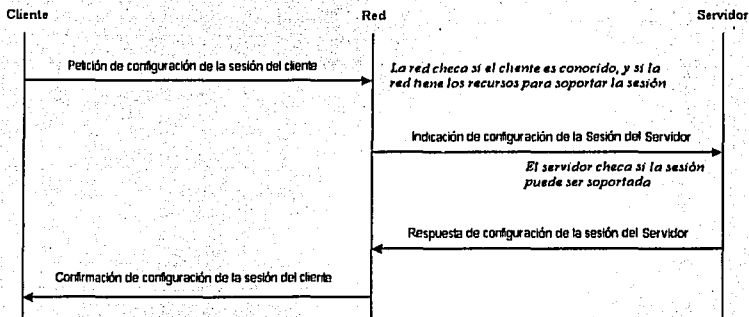 Cliente Red Servidor
Petición de configuración de la sesión del cliente
La red checa si el cliente es conocido, y si la
red tiene los recursos para soportar la sesión
Indicación de configuración de la Sesión del Servidor
El servidor checa si la sesión
puede ser soportada
Respuesta de configuración de la sesión del Servidor
Confirmación de configuración de la sesión del cliente